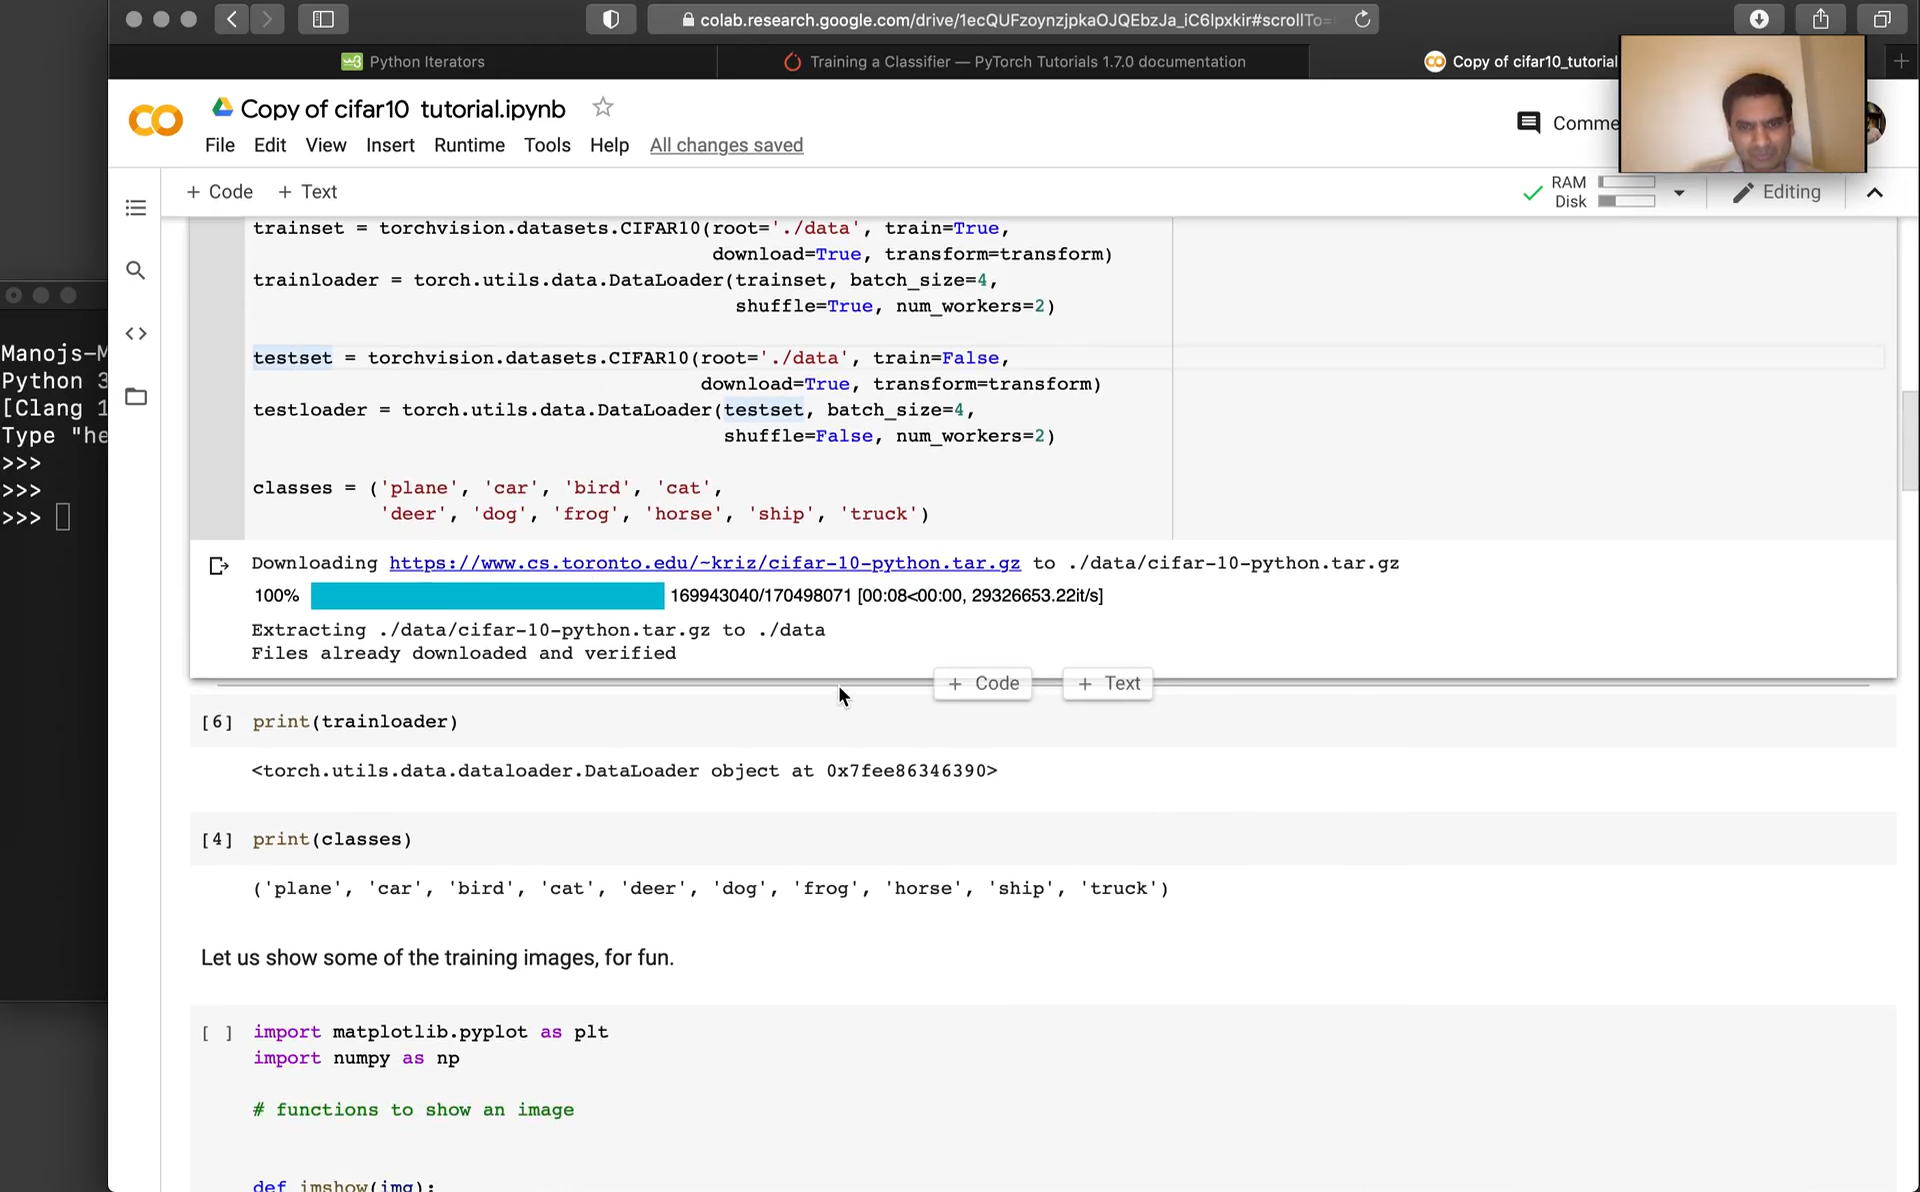 colab.research.google.com/drive/1ecQUFzoynzjpkaOJQEbzJa_iC6lpxkir#scrollTo=
Python Iterators
Training a Classifier — PyTorch Tutorials 1.7.0 documentation
Copy of cifar10_tutorial
Copy of cifar10 tutorial.ipynb
Comme
File Edit View Insert Runtime Tools Help All changes saved
+ Code + Text
RAM
Disk
Editing
trainset = torchvision.datasets.CIFAR10(root='./data', train=True,
download=True, transform=transform)
trainloader = torch.utils.data.DataLoader(trainset, batch_size=4,
shuffle=True, num_workers=2)
testset = torchvision.datasets.CIFAR10(root='./data', train=False,
download=True, transform=transform)
testloader = torch.utils.data.DataLoader(testset, batch_size=4,
shuffle=False, num_workers=2)
classes = ('plane', 'car', 'bird', 'cat',
'deer', 'dog', 'frog', 'horse', 'ship', 'truck')
Downloading https://www.cs.toronto.edu/~kriz/cifar-10-python.tar.gz to ./data/cifar-10-python.tar.gz
100% 169943040/170498071 [00:08<00:00, 29326653.22it/s]
Extracting ./data/cifar-10-python.tar.gz to ./data
Files already downloaded and verified
+ Code + Text
[6] print(trainloader)
<torch.utils.data.dataloader.DataLoader object at 0x7fee86346390>
[4] print(classes)
('plane', 'car', 'bird', 'cat', 'deer', 'dog', 'frog', 'horse', 'ship', 'truck')
Let us show some of the training images, for fun.
[ ] import matplotlib.pyplot as plt
import numpy as np
# functions to show an image
def imshow(img):
Manojs-M
Python 3
[Clang 1
Type "he
>>>
>>>
>>>